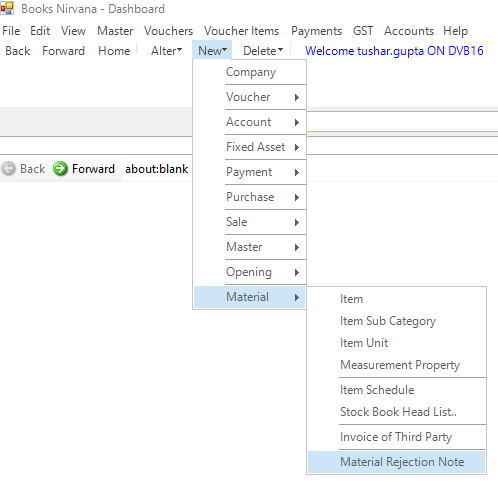 Books Nirvana - Dashboard
File Edit View Master Vouchers Voucher Items Payments GST Accounts Help
Back Forward Home Alter New Delete Welcome tushar.gupta ON DVB16
Company
Voucher
Account
Fixed Asset
Back Forward about:blank
Payment
Purchase
Sale
Master
Opening
Material
Item
Item Sub Category
Item Unit
Measurement Property
Item Schedule
Stock Book Head List..
Invoice of Third Party
Material Rejection Note